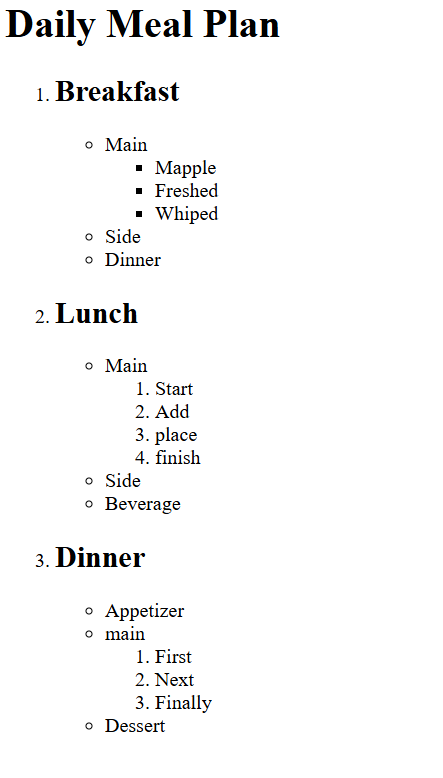 Daily Meal Plan
1. Breakfast
Main
Mapple
Freshed
Whiped
Side
Dinner
2. Lunch
Main
1. Start
2. Add
3. place
4. finish
Side
Beverage
3. Dinner
Appetizer
main
1. First
2. Next
3. Finally
Dessert